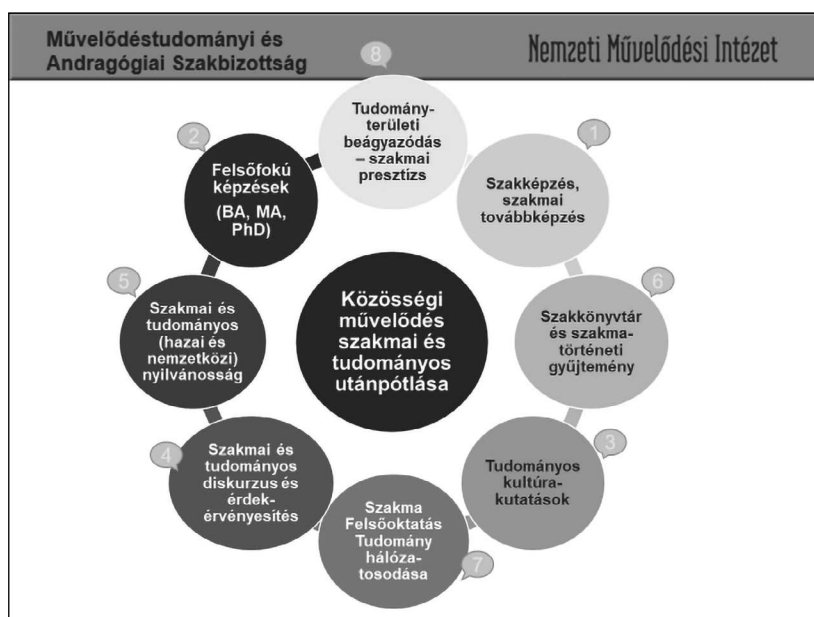 Művelődéstudományi és
Andragógiai Szakbizottság
Nemzeti Művelődési Intézet
8
Tudomány-
területi
beágyazódás
– szakmai
presztízs
1
Szakképzés,
szakmai
továbbképzés
6
Szakkönyvtár
és szakma-
történeti
gyűjtemény
3
Tudományos
kultúra-
kutatások
7
Szakma
Felsőoktatás
Tudomány
hálóza-
tosodása
4
Szakmai és
tudományos
diskurzus és
érdek-
érvényesítés
5
Szakmai és
tudományos
(hazai és
nemzetközi)
nyilvánosság
2
Felsőfokú
képzések
(BA, MA,
PhD)
Közösségi
művelődés
szakmai és
tudományos
utánpótlása